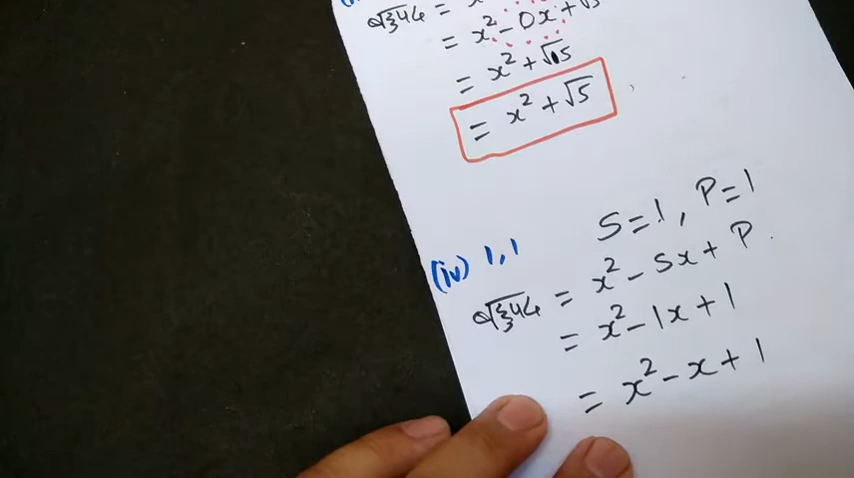 = x² - 0x + √5
= x² + √5
= x² + √5
(iv) 1, 1 S = 1, P = 1
= x² - Sx + P
= x² - 1x + 1
= x² - x + 1